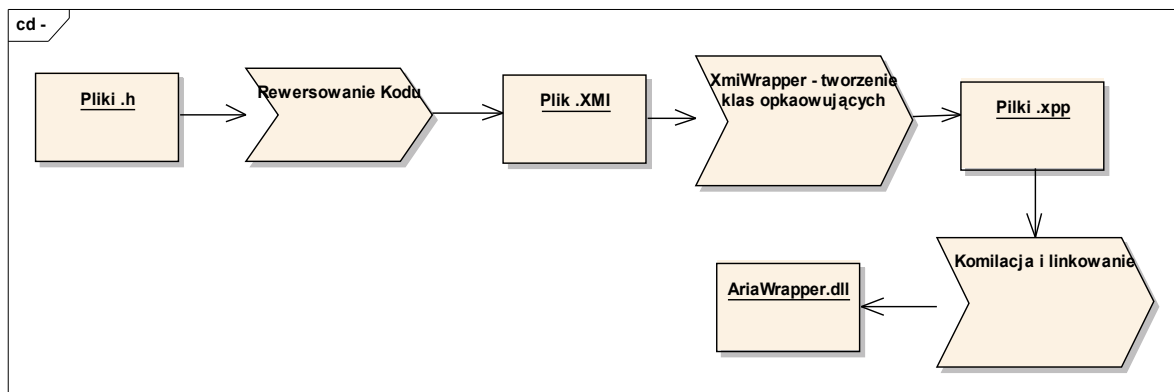 cd -
Pliki .h
Rewersowanie Kodu
Plik .XMI
XmiWrapper - tworzenie
klas opkaowujących
Pilki .xpp
Komilacja i linkowanie
AriaWrapper.dll